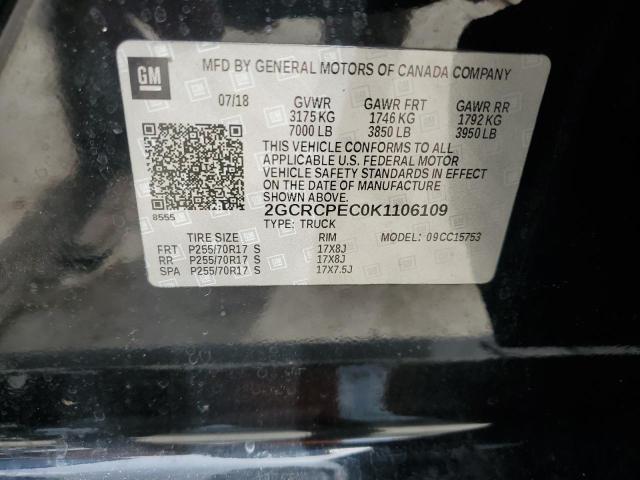 GM
MFD BY GENERAL MOTORS OF CANADA COMPANY
07/18 GVWR GAWR FRT GAWR RR
3175 KG 1746 KG 1792 KG
7000 LB 3850 LB 3950 LB
THIS VEHICLE CONFORMS TO ALL
APPLICABLE U.S. FEDERAL MOTOR
VEHICLE SAFETY STANDARDS IN EFFECT
ON THE DATE OF MANUFACTURE
SHOWN ABOVE.
2GCRCPEC0K1106109
8555
TYPE: TRUCK
MODEL: 09CC15753
TIRE SIZE RIM
FRT P255/70R17 S 17X8J
RR P255/70R17 S 17X8J
SPA P255/70R17 S 17X7.5J